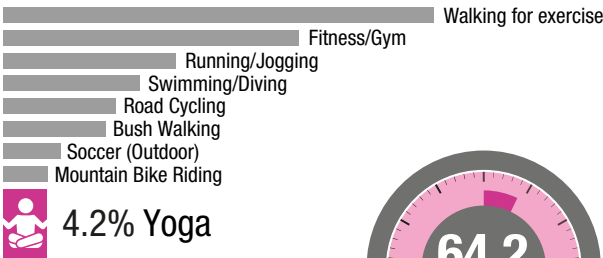 Walking for exercise
Fitness/Gym
Running/Jogging
Swimming/Diving
Road Cycling
Bush Walking
Soccer (Outdoor)
Mountain Bike Riding
4.2% Yoga
64.2